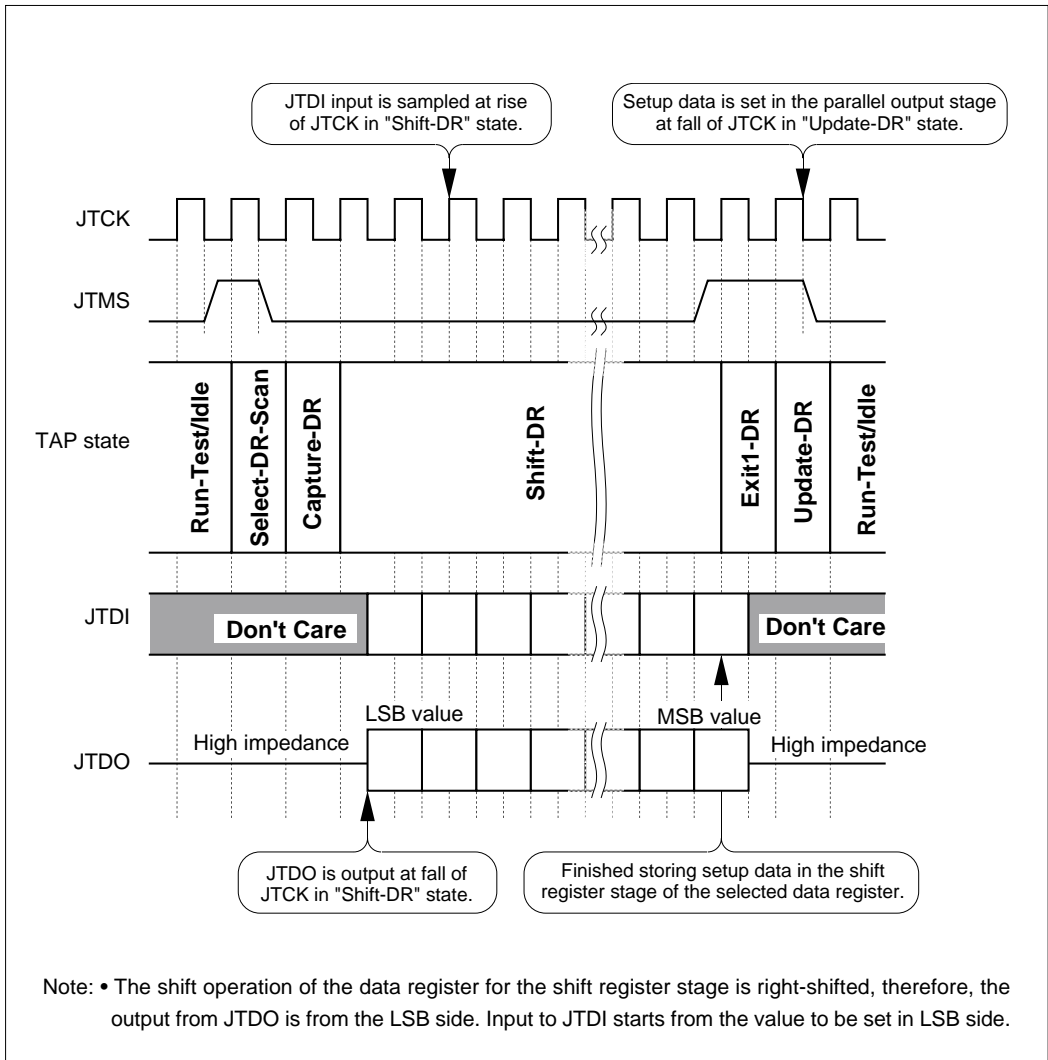 JTDI input is sampled at rise
of JTCK in "Shift-DR" state.
Setup data is set in the parallel output stage
at fall of JTCK in "Update-DR" state.
JTCK
JTMS
TAP state
Run-Test/Idle
Select-DR-Scan
Capture-DR
Shift-DR
Exit1-DR
Update-DR
Run-Test/Idle
JTDI
Don't Care
Don't Care
LSB value
MSB value
JTDO
High impedance
High impedance
JTDO is output at fall of
JTCK in "Shift-DR" state.
Finished storing setup data in the shift
register stage of the selected data register.
Note: • The shift operation of the data register for the shift register stage is right-shifted, therefore, the
output from JTDO is from the LSB side. Input to JTDI starts from the value to be set in LSB side.